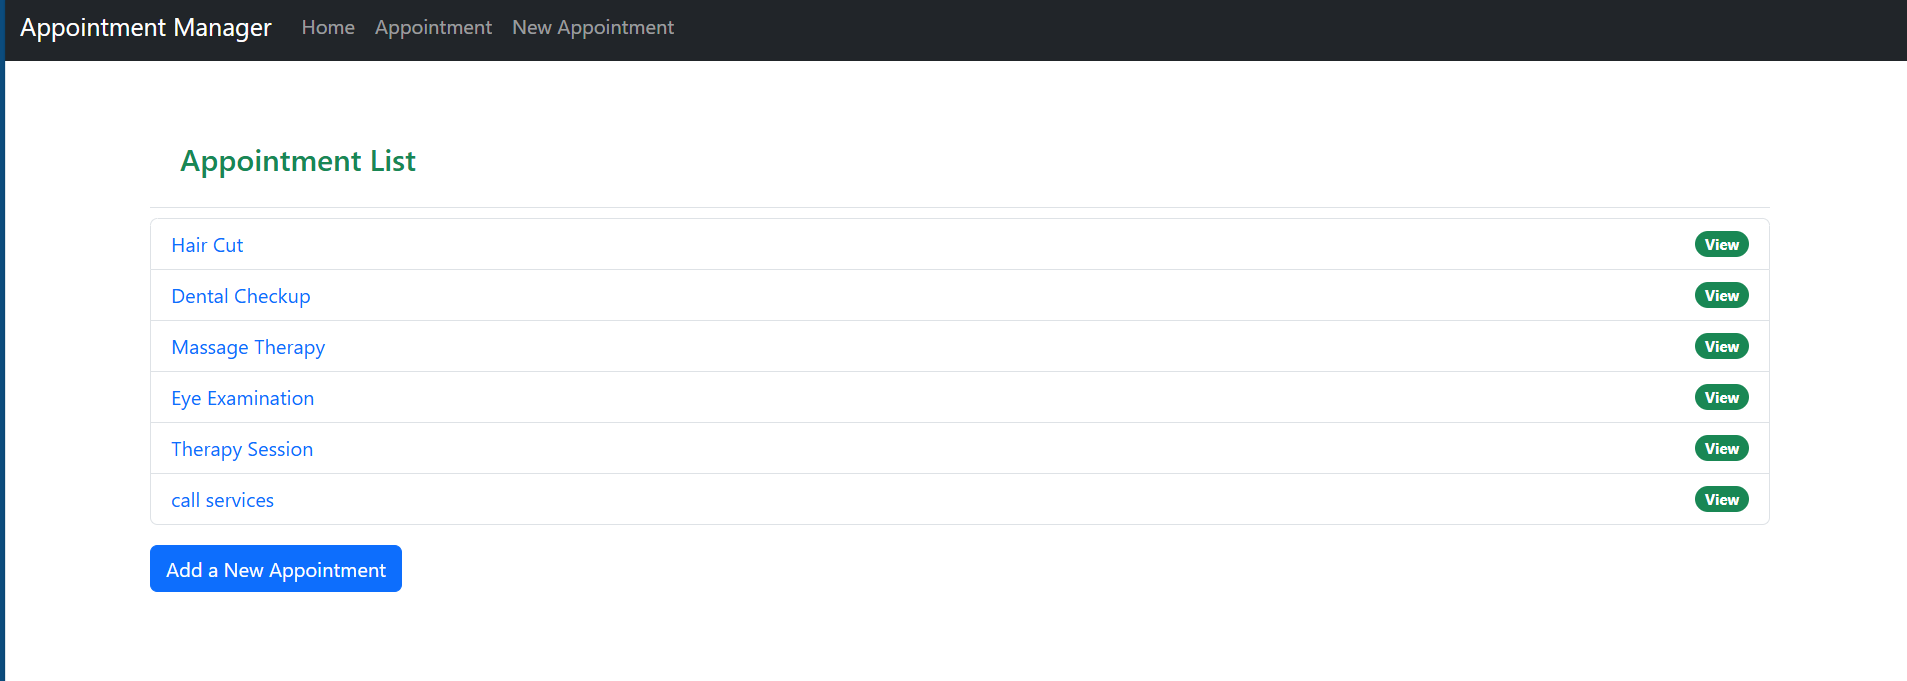 Appointment Manager Home Appointment New Appointment
Appointment List
Hair Cut View
Dental Checkup View
Massage Therapy View
Eye Examination View
Therapy Session View
call services View
Add a New Appointment